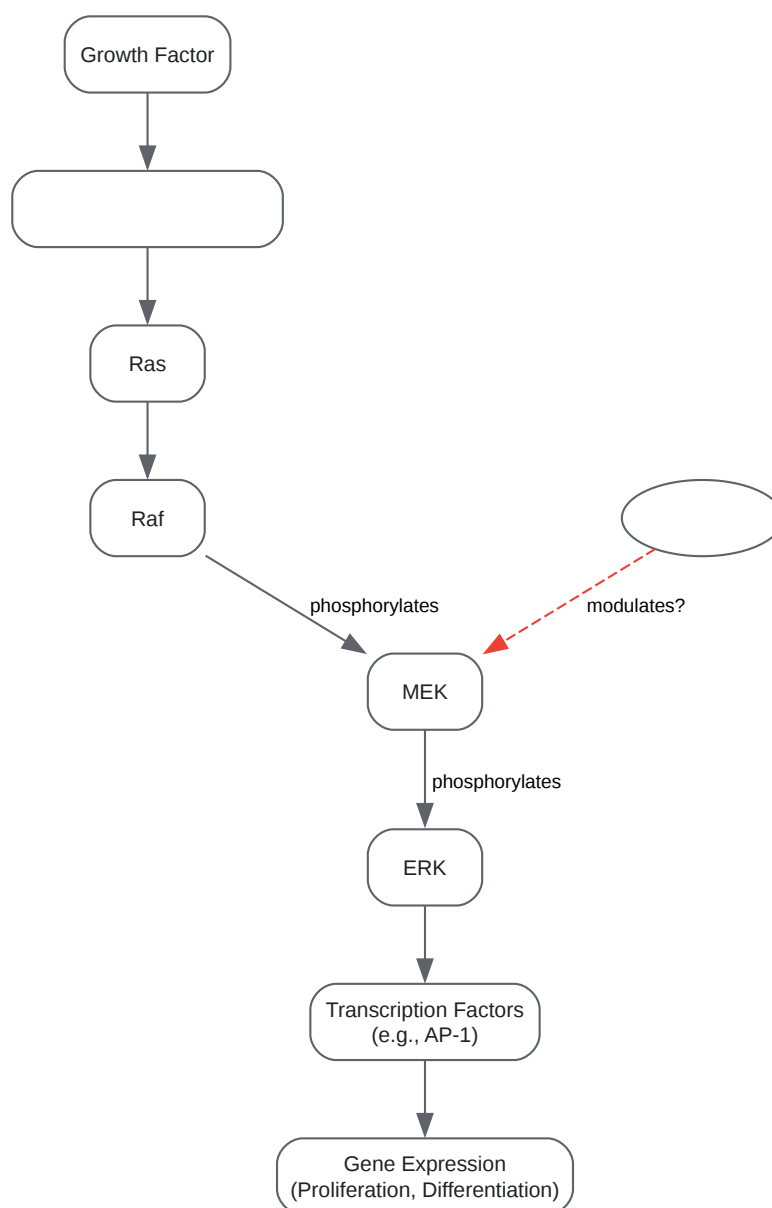 Growth Factor
Ras
Raf
phosphorylates
modulates?
MEK
phosphorylates
ERK
Transcription Factors
(e.g., AP-1)
Gene Expression
(Proliferation, Differentiation)